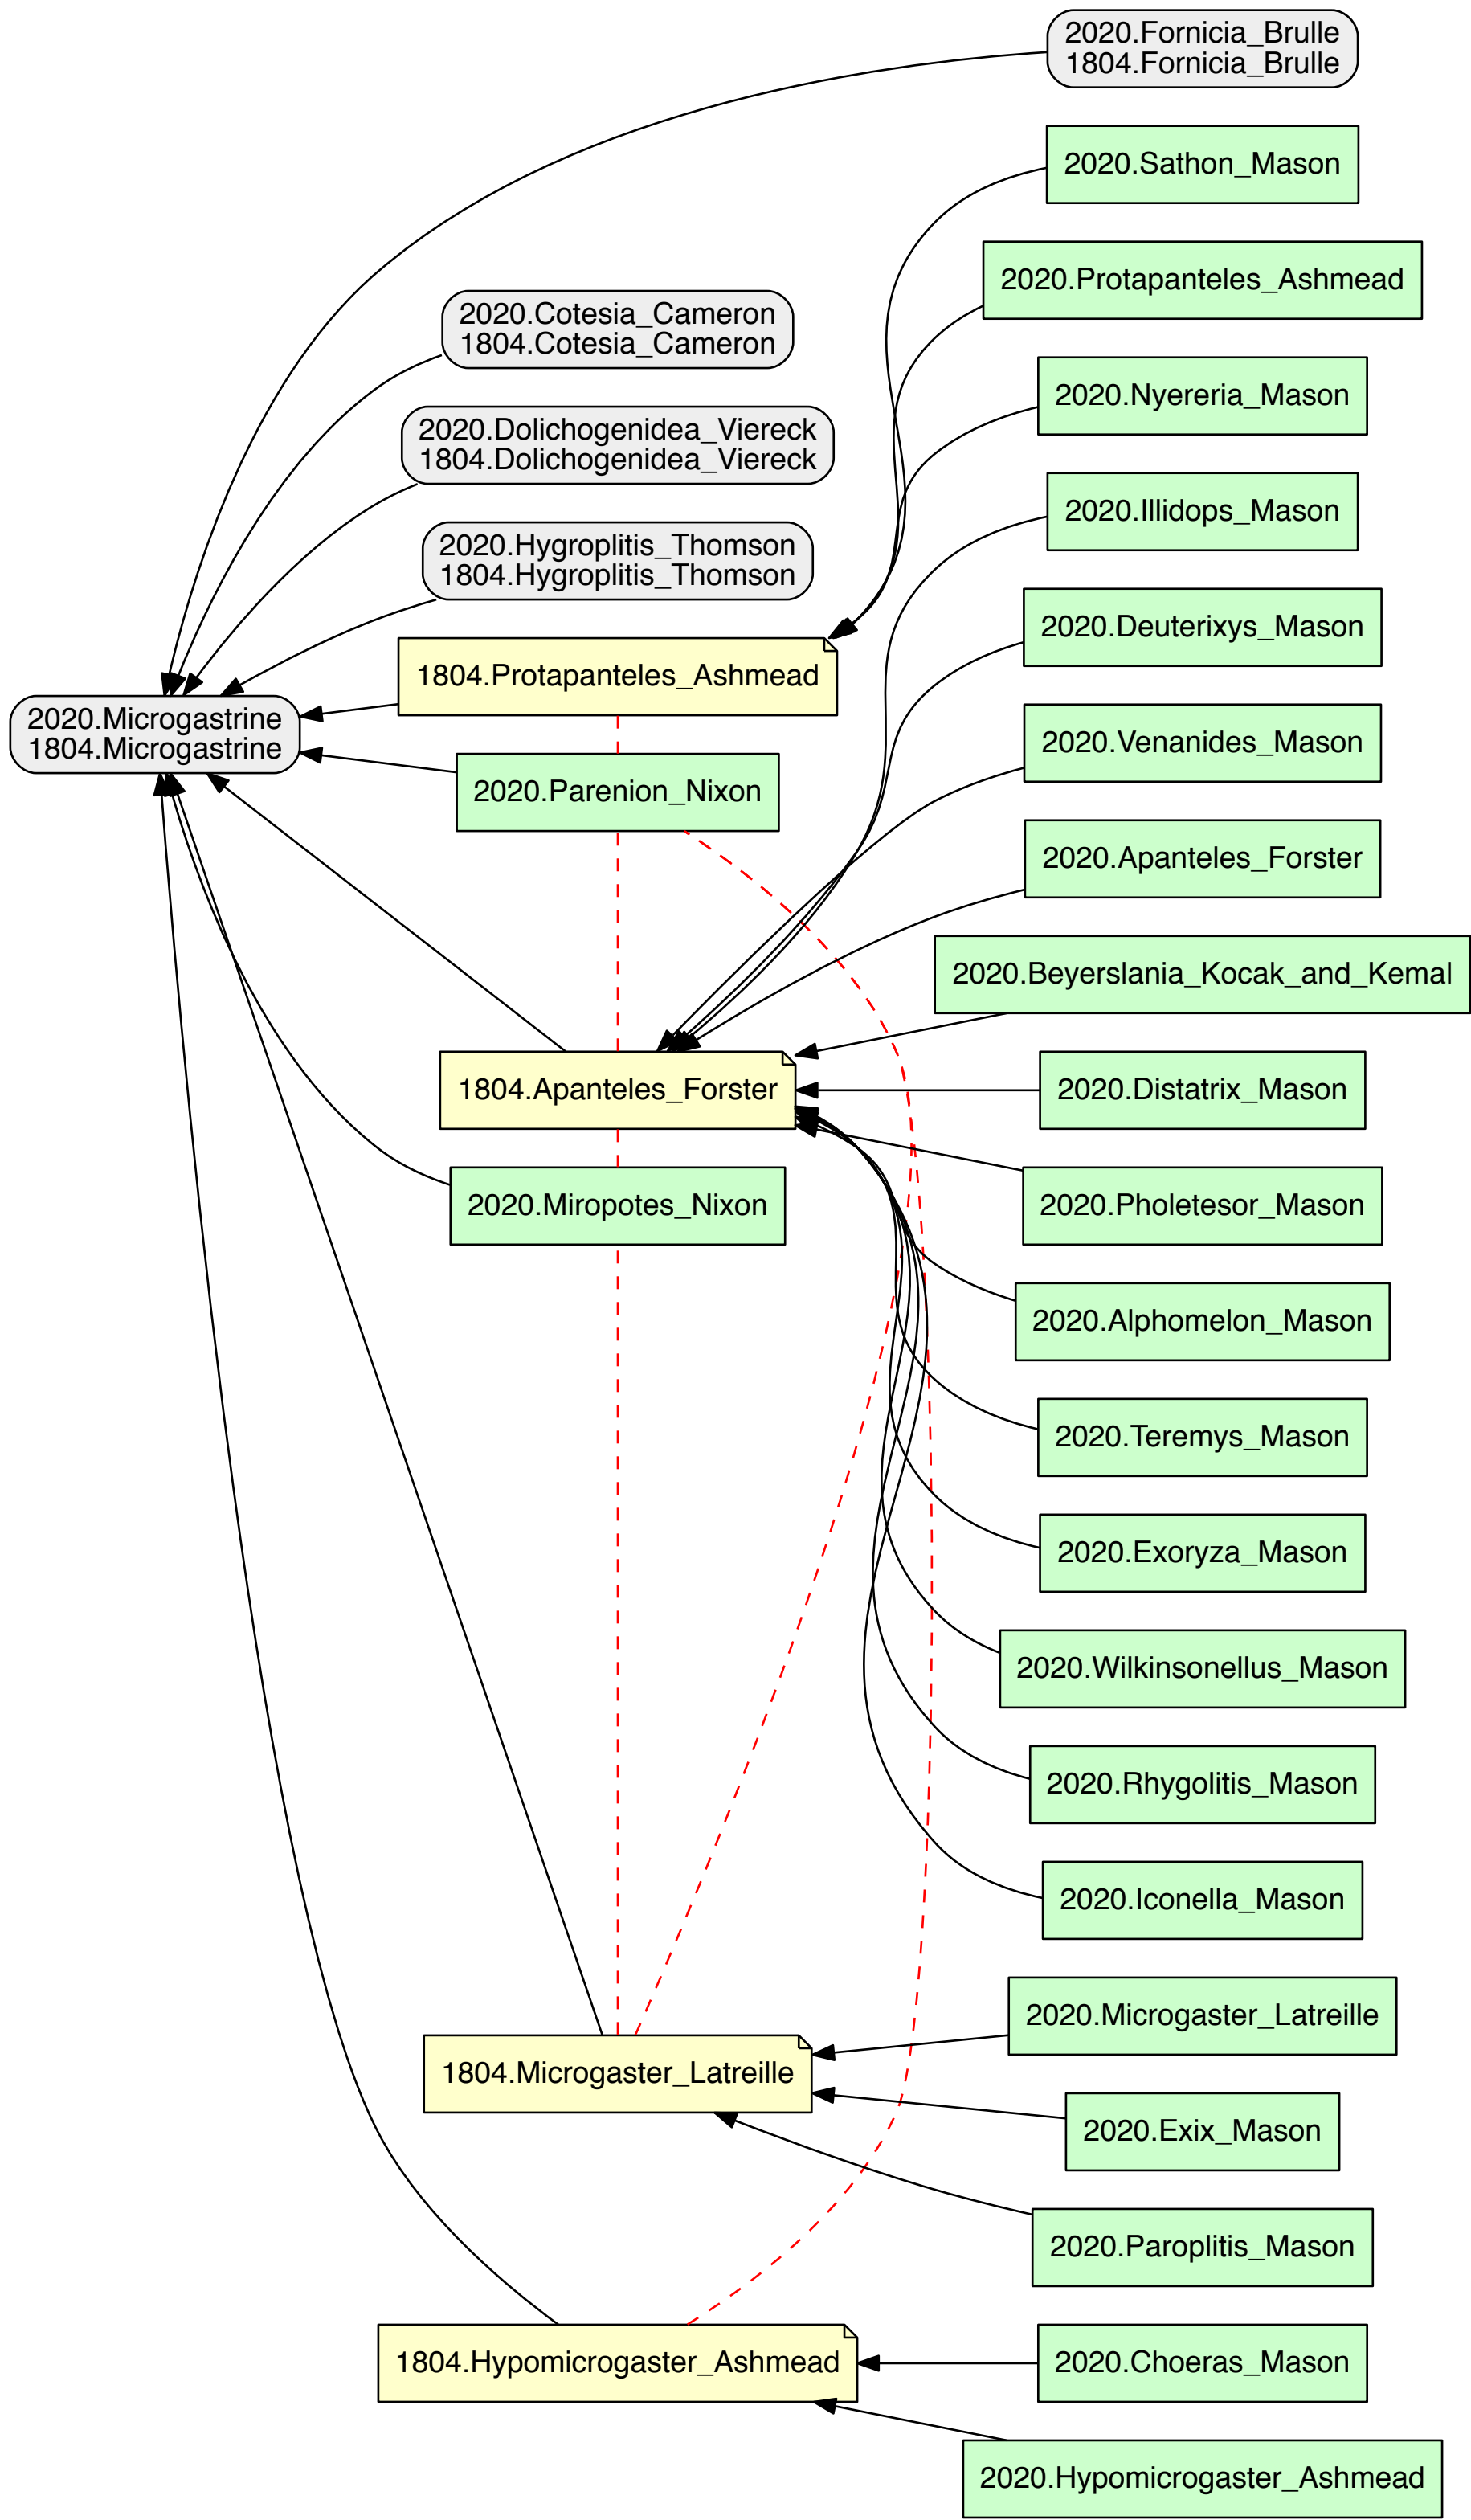 2020.Fornicia_Brulle
1804.Fornicia_Brulle
2020.Sathon_Mason
2020.Protapanteles_Ashmead
2020.Cotesia_Cameron
1804.Cotesia_Cameron
2020.Nyereria_Mason
2020.Dolichogenidea_Viereck
1804.Dolichogenidea_Viereck
2020.Illidops_Mason
2020.Hygroplitis_Thomson
1804.Hygroplitis_Thomson
2020.Deuterixys_Mason
1804.Protapanteles_Ashmead
2020.Microgastrine
1804.Microgastrine
2020.Venanides_Mason
2020.Parenion_Nixon
2020.Apanteles_Forster
2020.Beyerslania_Kocak_and_Kemal
1804.Apanteles_Forster
2020.Distatrix_Mason
2020.Miropotes_Nixon
2020.Pholetesor_Mason
2020.Alphomelon_Mason
2020.Teremys_Mason
2020.Exoryza_Mason
2020.Wilkinsonellus_Mason
2020.Rhygolitis_Mason
2020.Iconella_Mason
2020.Microgaster_Latreille
1804.Microgaster_Latreille
2020.Exix_Mason
2020.Paroplitis_Mason
1804.Hypomicrogaster_Ashmead
2020.Choeras_Mason
2020.Hypomicrogaster_Ashmead